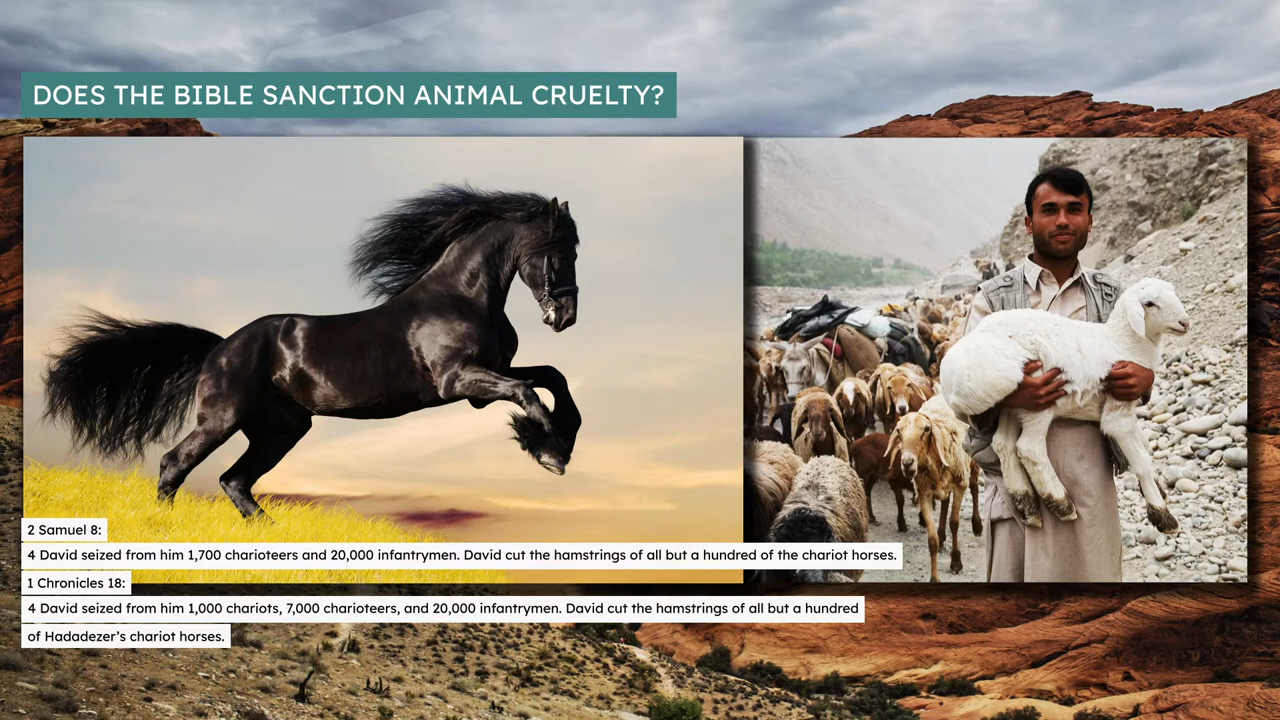 DOES THE BIBLE SANCTION ANIMAL CRUELTY?
2 Samuel 8:
4 David seized from him 1,700 charioteers and 20,000 infantrymen. David cut the hamstrings of all but a hundred of the chariot horses.
1 Chronicles 18:
4 David seized from him 1,000 chariots, 7,000 charioteers, and 20,000 infantrymen. David cut the hamstrings of all but a hundred
of Hadadezer’s chariot horses.